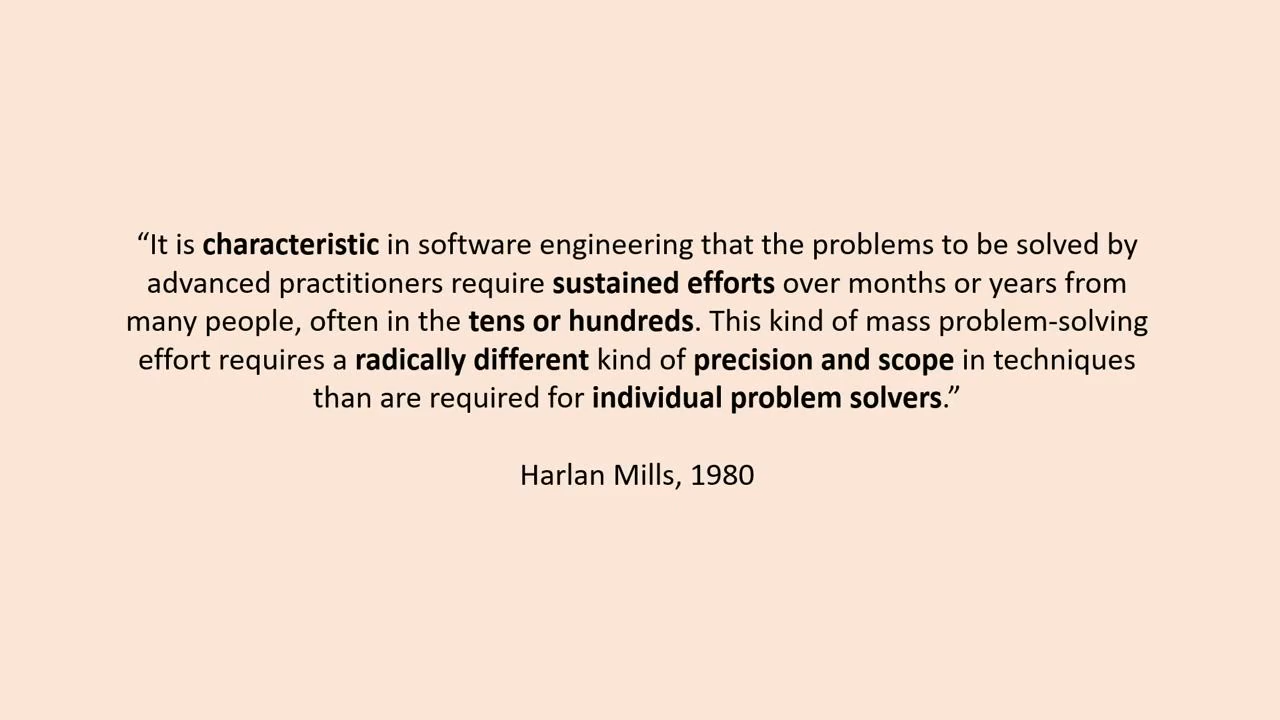 “It is characteristic in software engineering that the problems to be solved by
advanced practitioners require sustained efforts over months or years from
many people, often in the tens or hundreds. This kind of mass problem-solving
effort requires a radically different kind of precision and scope in techniques
than are required for individual problem solvers.”
Harlan Mills, 1980